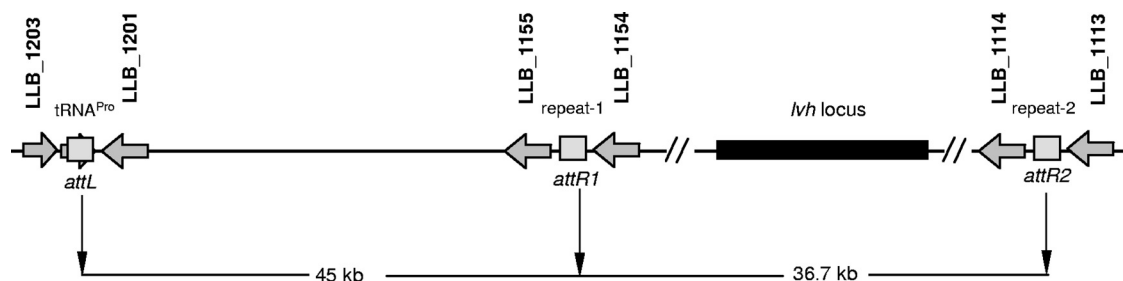 LLB_1203
LLB_1201
LLB_1155
LLB_1154
LLB_1114
LLB_1113
tRNAPro
repeat-1
lvh locus
repeat-2
attL
attR1
attR2
45 kb
36.7 kb